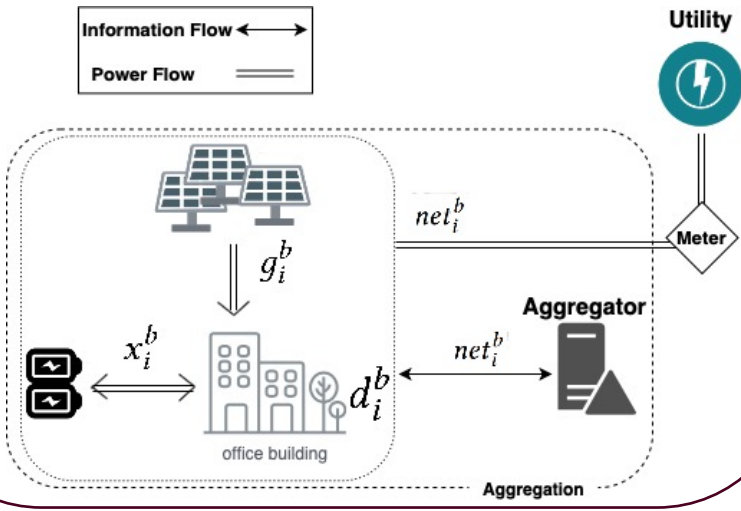 Utility
Information Flow
Power Flow
net_i^b
Meter
g_i^b
Aggregator
x_i^b
net_i^b
d_i^b
office building
Aggregation